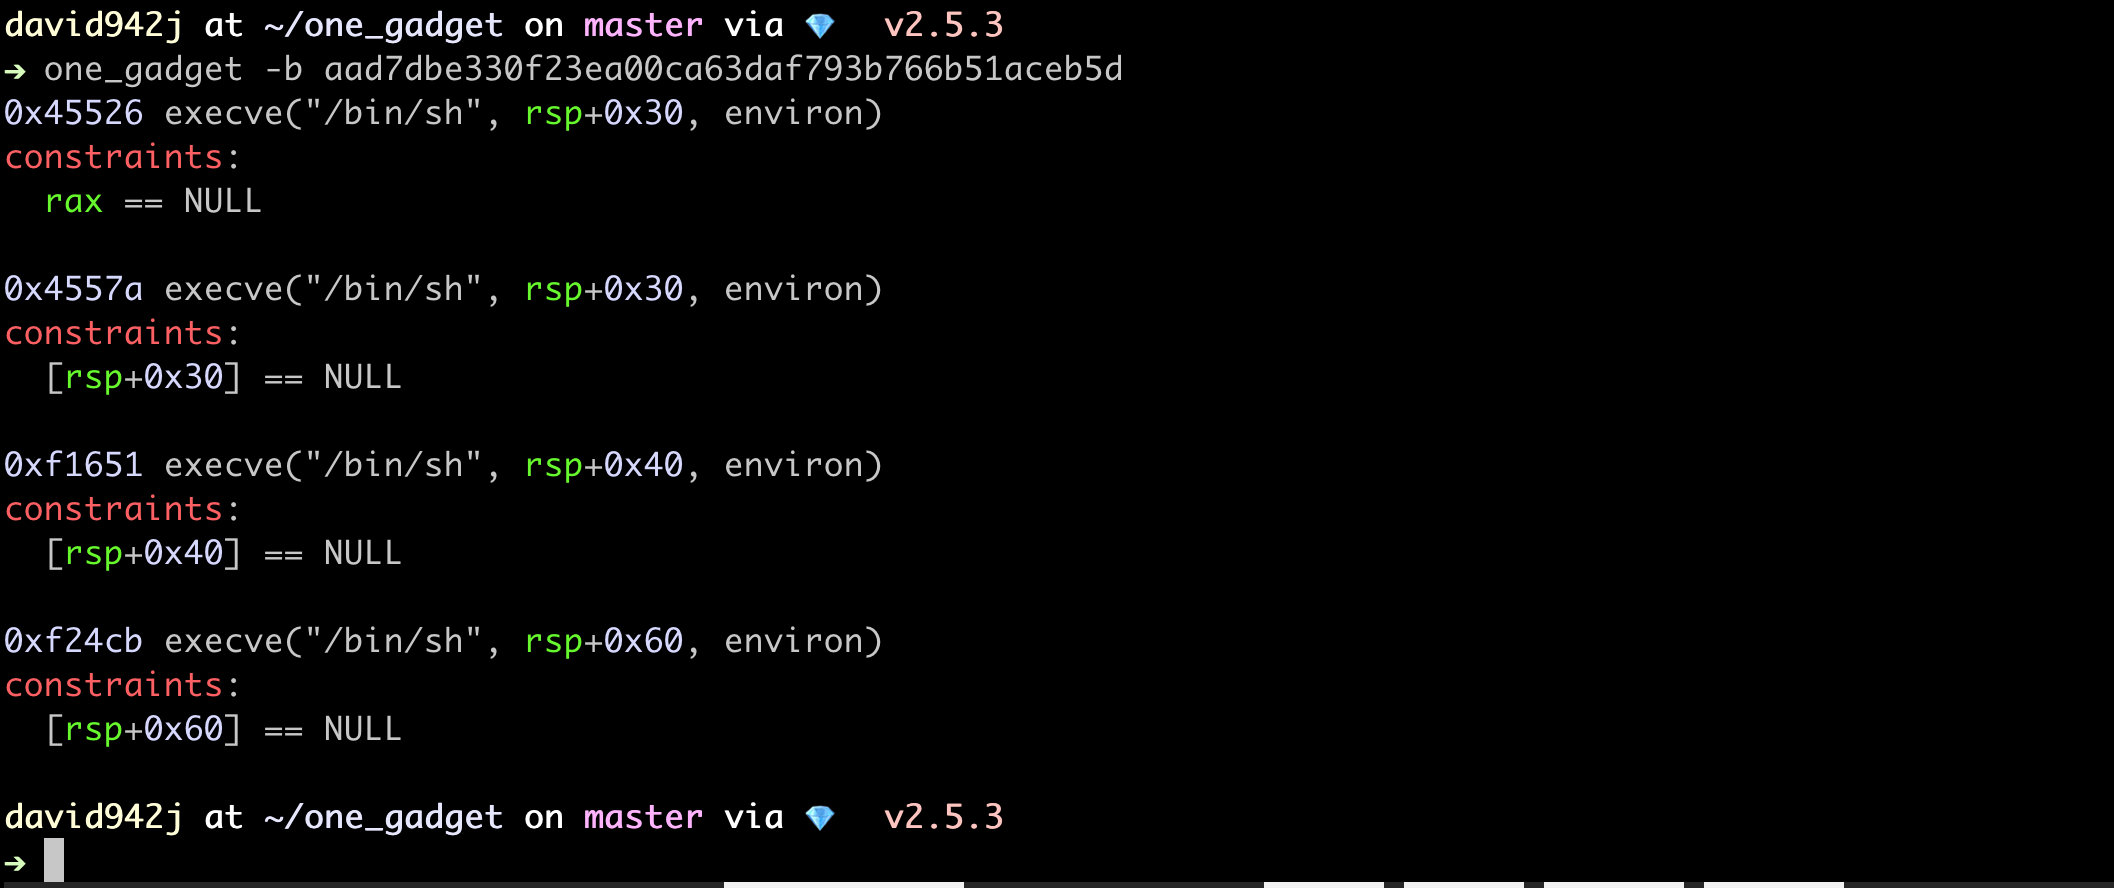 david942j at ~/one_gadget on master via 💎 v2.5.3
➔ one_gadget -b aad7dbe330f23ea00ca63daf793b766b51aceb5d
0x45526 execve("/bin/sh", rsp+0x30, environ)
constraints:
  rax == NULL

0x4557a execve("/bin/sh", rsp+0x30, environ)
constraints:
  [rsp+0x30] == NULL

0xf1651 execve("/bin/sh", rsp+0x40, environ)
constraints:
  [rsp+0x40] == NULL

0xf24cb execve("/bin/sh", rsp+0x60, environ)
constraints:
  [rsp+0x60] == NULL

david942j at ~/one_gadget on master via 💎 v2.5.3
➔